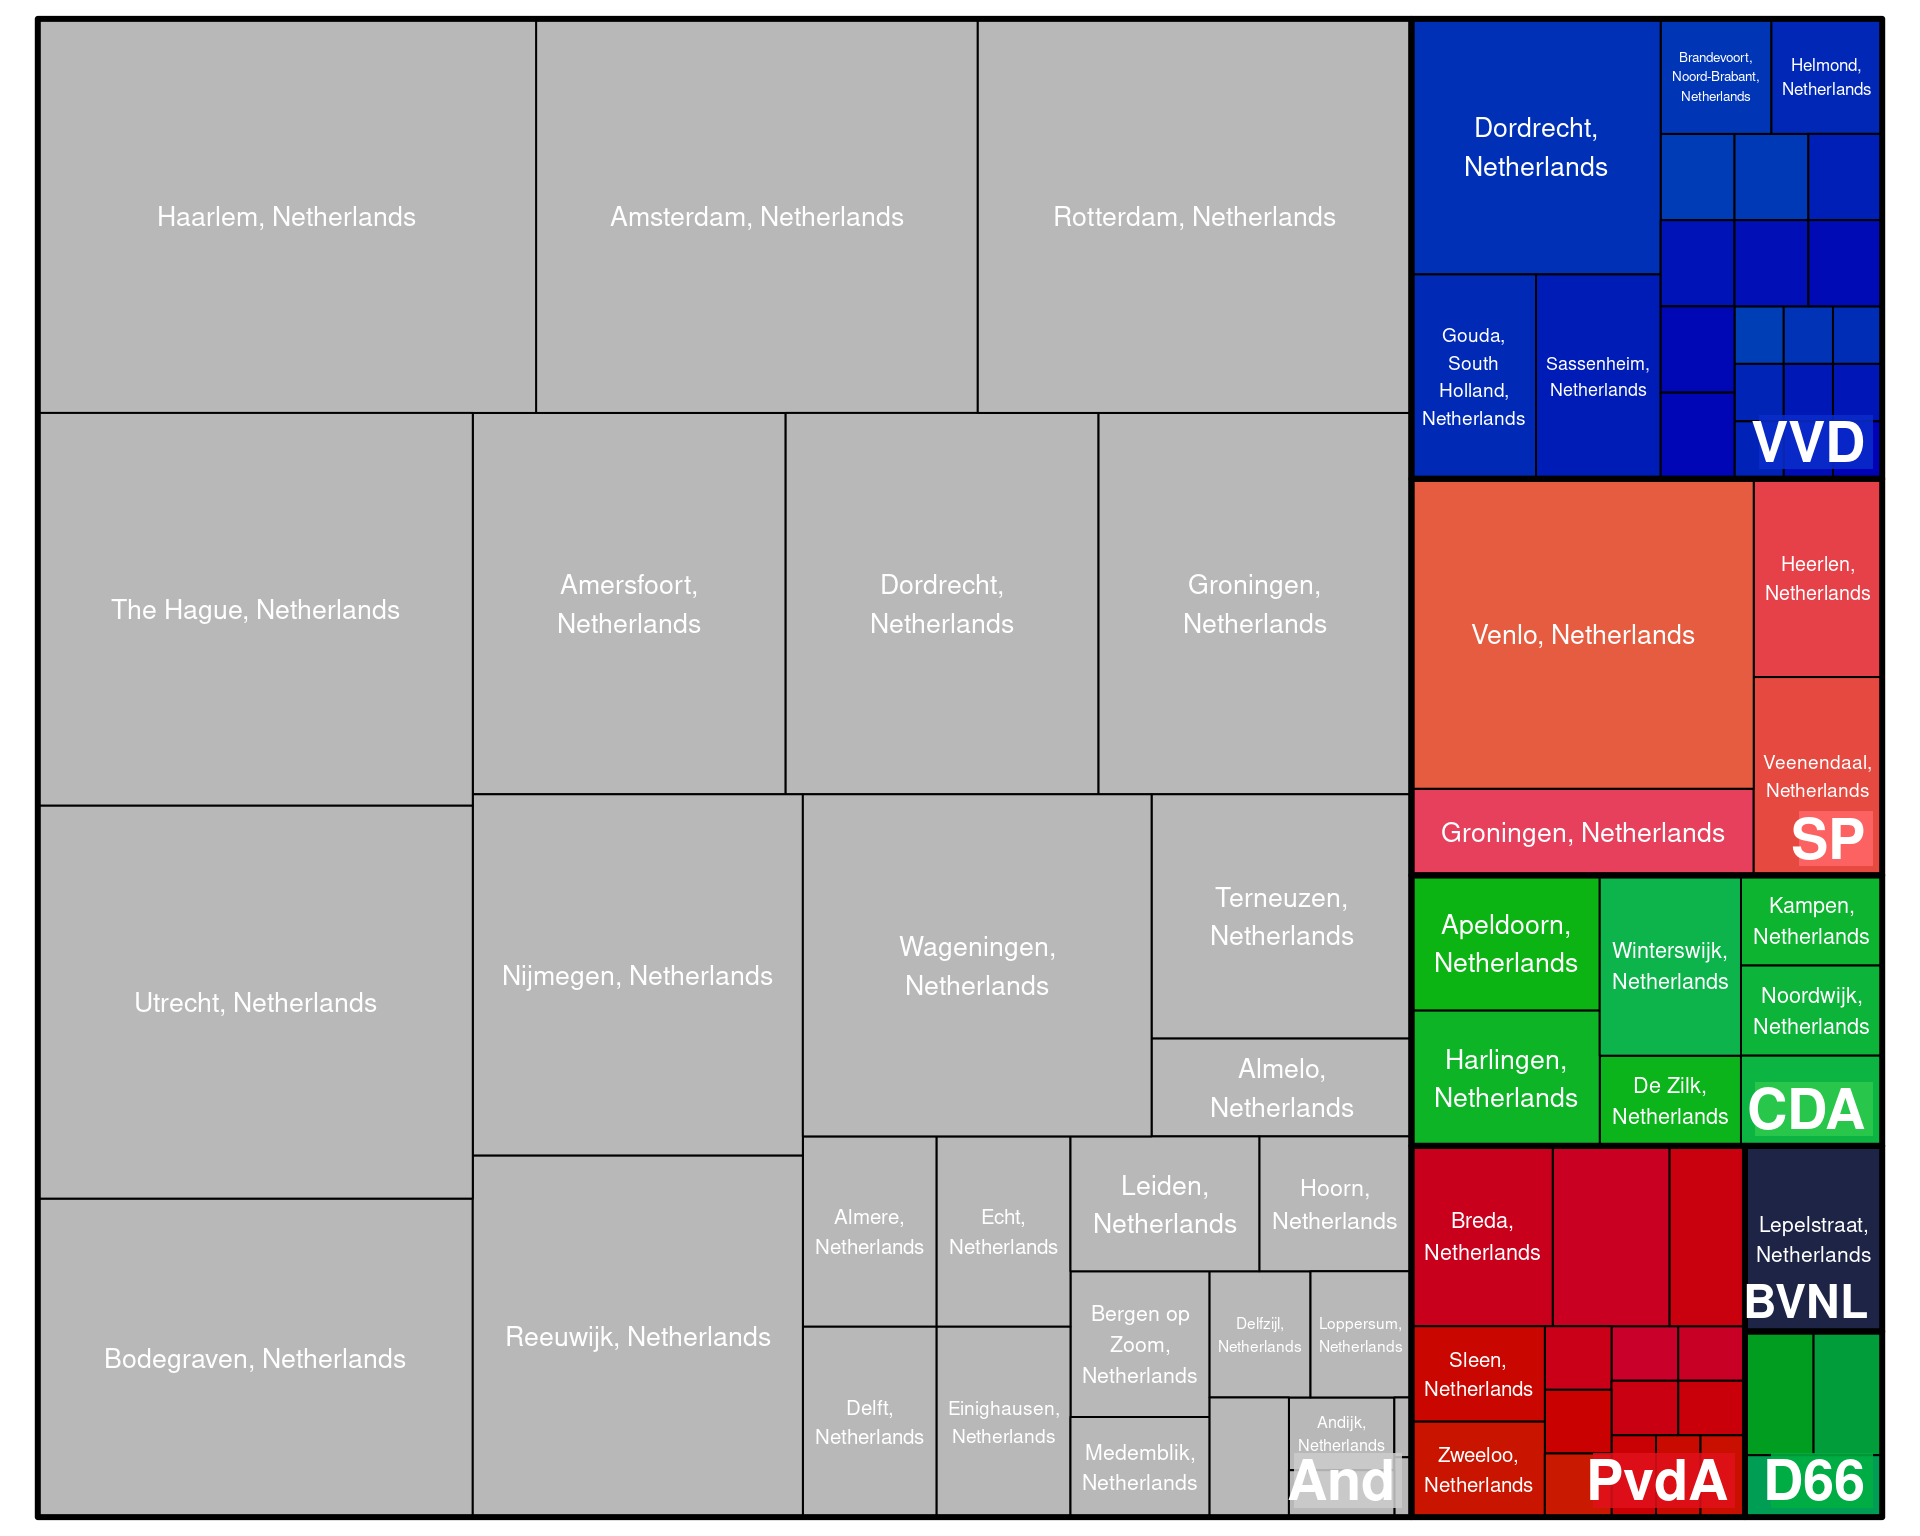 Haarlem, Netherlands
Amsterdam, Netherlands
Rotterdam, Netherlands
The Hague, Netherlands
Amersfoort,
Netherlands
Dordrecht,
Netherlands
Groningen,
Netherlands
Utrecht, Netherlands
Nijmegen, Netherlands
Wageningen,
Netherlands
Terneuzen,
Netherlands
Almelo,
Netherlands
Bodegraven, Netherlands
Reeuwijk, Netherlands
Almere,
Netherlands
Echt,
Netherlands
Leiden,
Netherlands
Hoorn,
Netherlands
Delft,
Netherlands
Einighausen,
Netherlands
Bergen op
Zoom,
Netherlands
Delfzijl,
Netherlands
Loppersum,
Netherlands
Medemblik,
Netherlands
Andijk,
Netherlands
And
Dordrecht,
Netherlands
Brandevoort,
Noord-Brabant,
Netherlands
Helmond,
Netherlands
Gouda,
South
Holland,
Netherlands
Sassenheim,
Netherlands
VVD
Venlo, Netherlands
Heerlen,
Netherlands
Veenendaal,
Netherlands
Groningen, Netherlands
SP
Apeldoorn,
Netherlands
Winterswijk,
Netherlands
Kampen,
Netherlands
Noordwijk,
Netherlands
Harlingen,
Netherlands
De Zilk,
Netherlands
CDA
Breda,
Netherlands
Sleen,
Netherlands
Zweeloo,
Netherlands
PvdA
Lepelstraat,
Netherlands
BVNL
D66